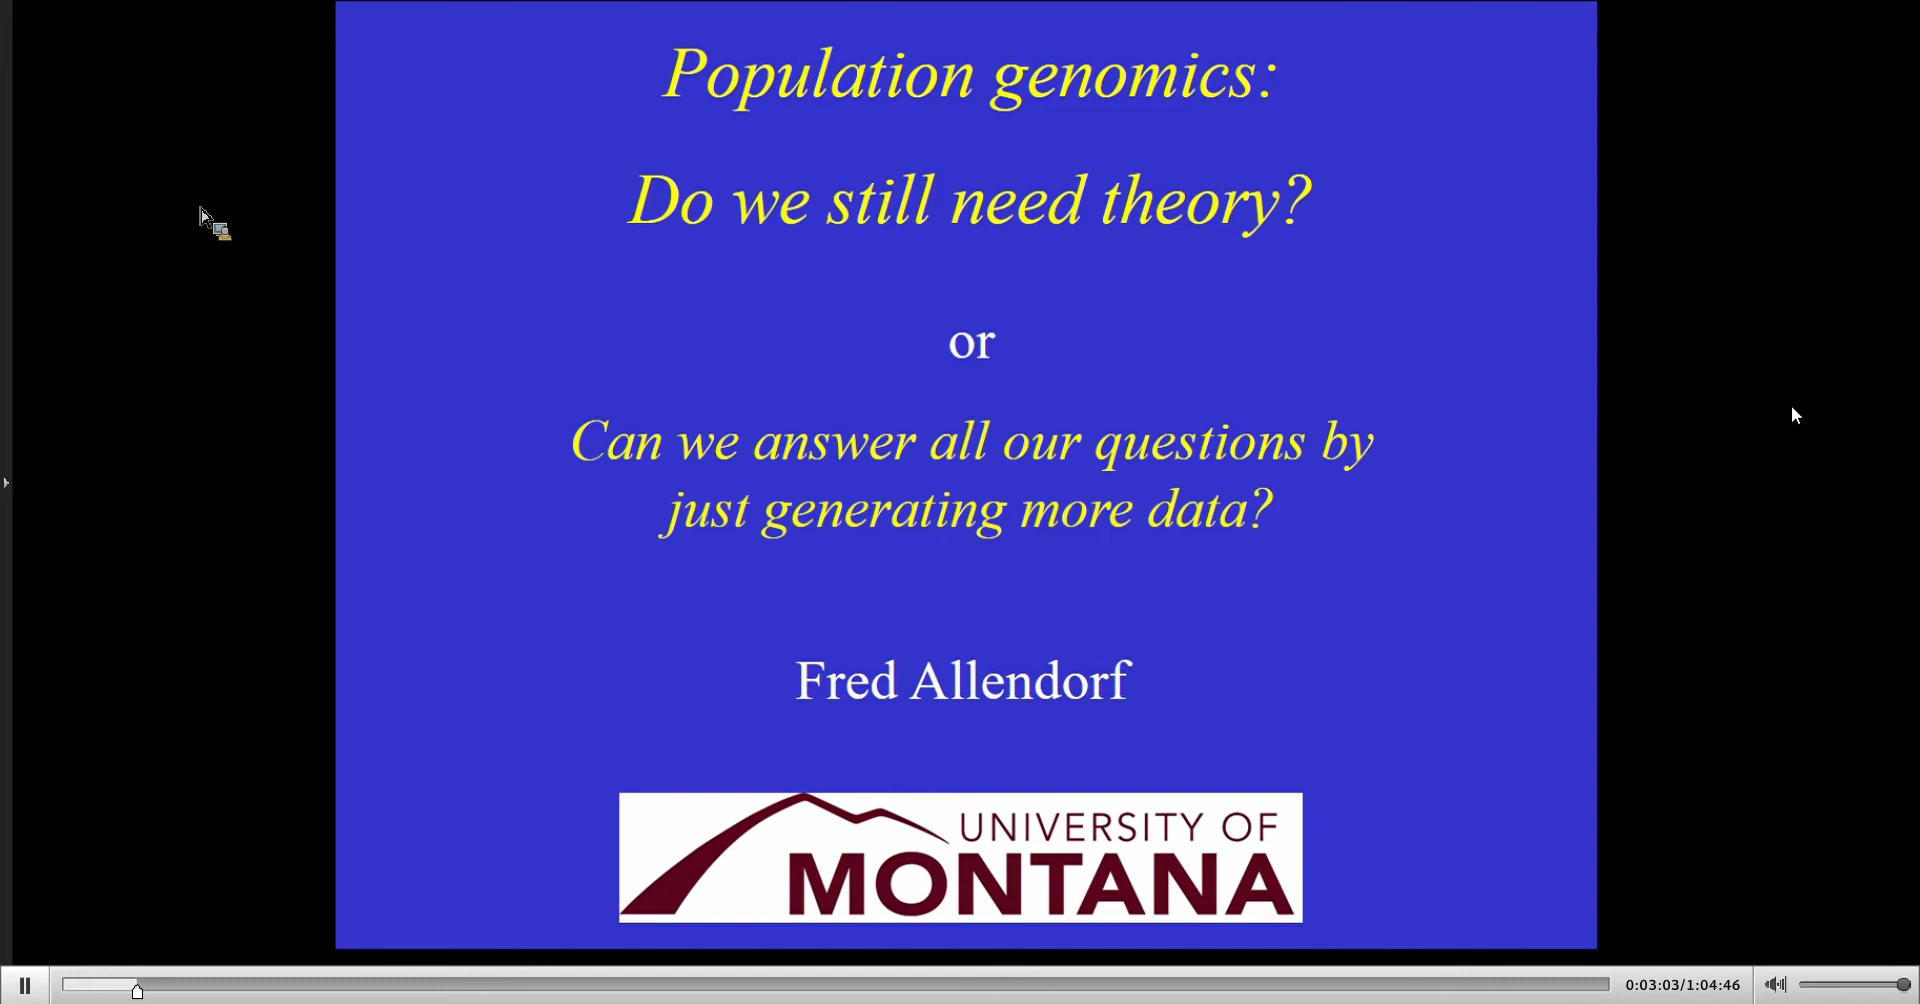 Population genomics:
Do we still need theory?
or
Can we answer all our questions by
just generating more data?
Fred Allendorf
UNIVERSITY OF
MONTANA
0:03:03/1:04:46